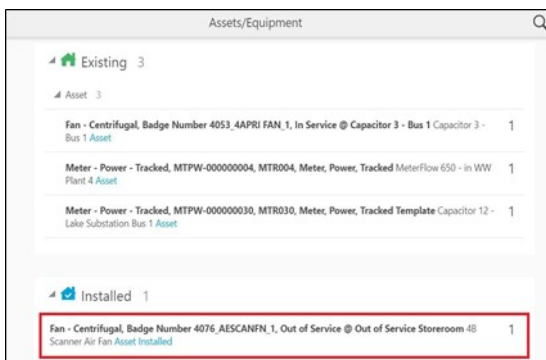 Assets/Equipment
Existing 3
Asset 3
Fan - Centrifugal, Badge Number 4053_4APRI FAN_1, In Service @ Capacitor 3 - Bus 1 Capacitor 3 - 1
Bus 1 Asset
Meter - Power - Tracked, MTPW-000000004, MTR004, Meter, Power, Tracked MeterFlow 650 - in WW 1
Plant 4 Asset
Meter - Power - Tracked, MTPW-000000030, MTR030, Meter, Power, Tracked Template Capacitor 12 - 1
Lake Substation Bus 1 Asset
Installed 1
Fan - Centrifugal, Badge Number 4076_AESCANFN_1, Out of Service @ Out of Service Storeroom 4B 1
Scanner Air Fan Asset Installed